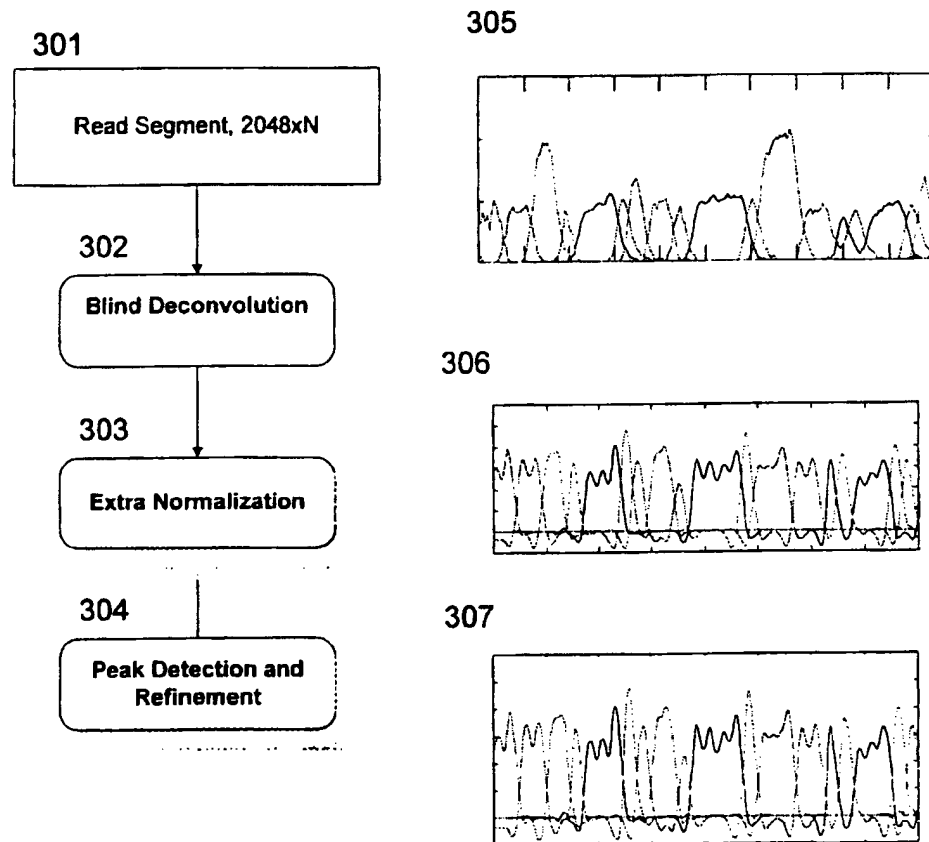 301
Read Segment, 2048xN
302
Blind Deconvolution
303
Extra Normalization
304
Peak Detection and
Refinement
305
306
307